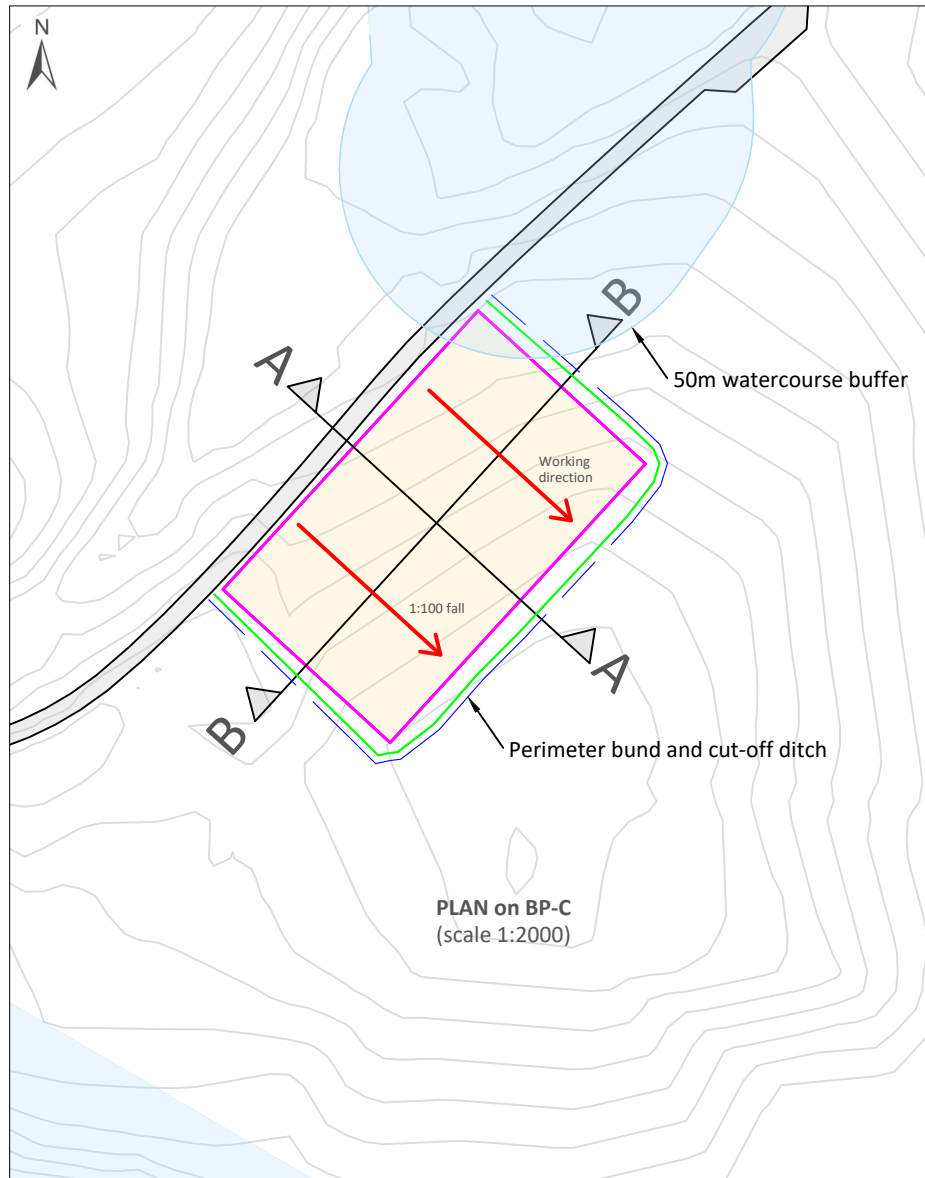 N
B
A
50m watercourse buffer
Working
direction
1:100 fall
A
B
Perimeter bund and cut-off ditch
PLAN on BP-C
(scale 1:2000)